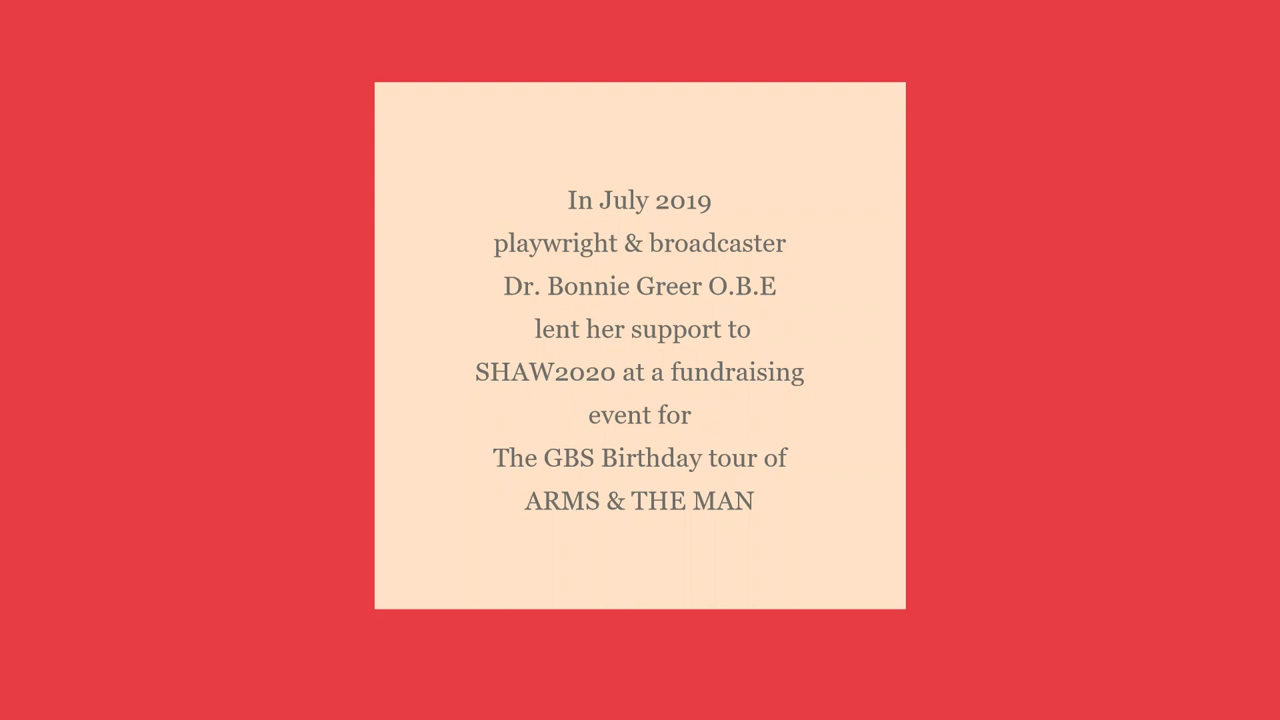 In July 2019
playwright & broadcaster
Dr. Bonnie Greer O.B.E
lent her support to
SHAW2020 at a fundraising
event for
The GBS Birthday tour of
ARMS & THE MAN